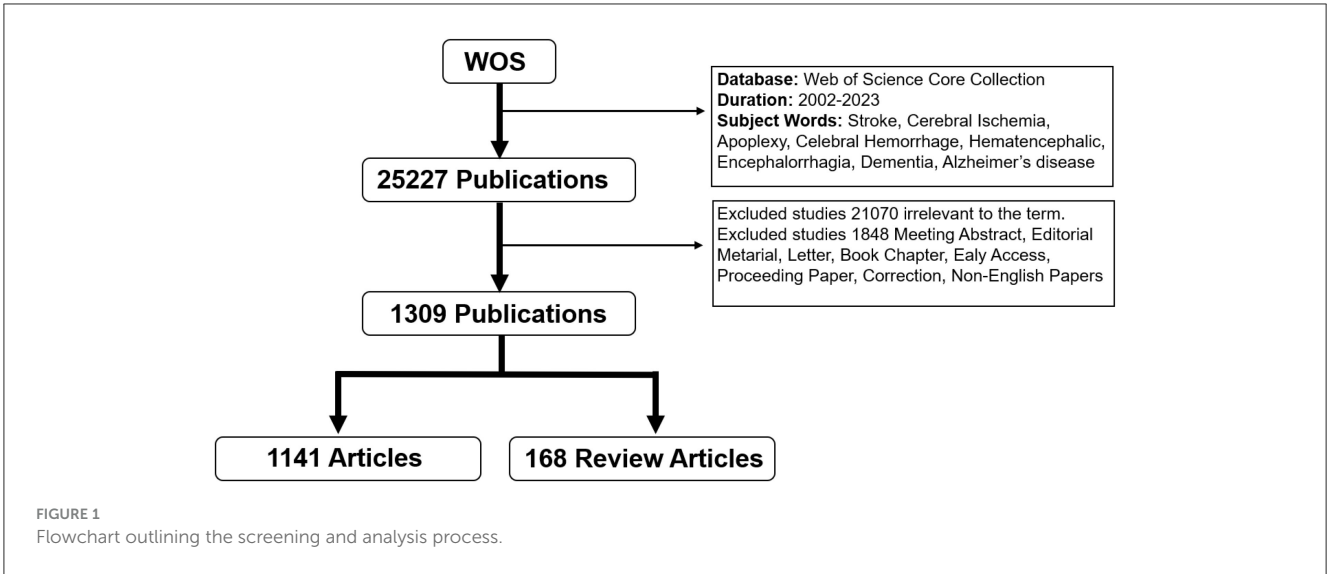 WOS
Database: Web of Science Core Collection
Duration: 2002-2023
Subject Words: Stroke, Cerebral Ischemia,
Apoplexy, Celebral Hemorrhage, Hematencephalic,
Encephalorrhagia, Dementia, Alzheimer's disease
25227 Publications
Excluded studies 21070 irrelevant to the term.
Excluded studies 1848 Meeting Abstract, Editorial
Metarial, Letter, Book Chapter, Ealy Access,
Proceeding Paper, Correction, Non-English Papers
1309 Publications
1141 Articles
168 Review Articles
FIGURE 1
Flowchart outlining the screening and analysis process.